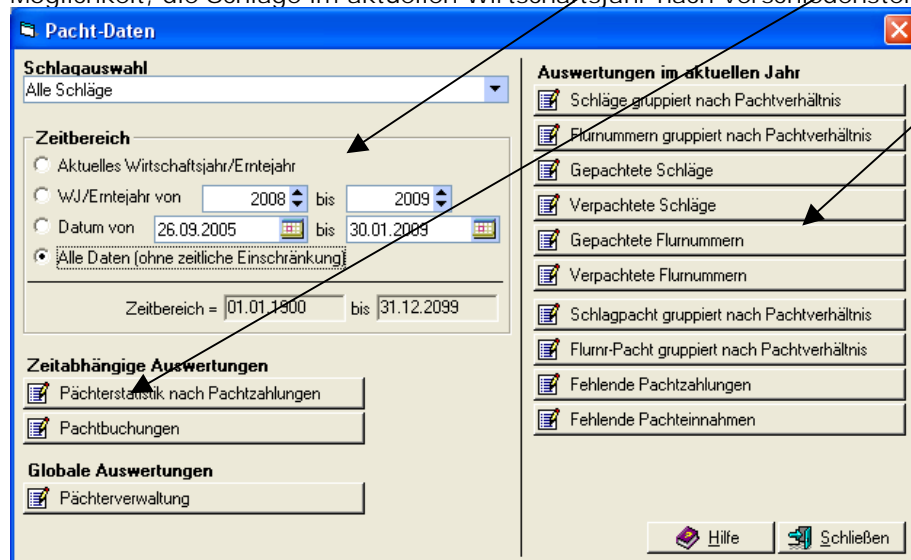 Möglichkeit, die Schläge im aktuellen Wirtschaftsjahr nach verschiedensten
Pacht-Daten
Schlagauswahl
Alle Schläge
Zeitbereich
Aktuelles Wirtschaftsjahr/Erntejahr
WJ/Erntejahr von 2008 bis 2009
Datum von 26.09.2005 bis 30.01.2009
Alle Daten (ohne zeitliche Einschränkung)
Zeitbereich = 01.01.1900 bis 31.12.2099
Zeitabhängige Auswertungen
Pächterstatistik nach Pachtzahlungen
Pachtbuchungen
Globale Auswertungen
Pächterverwaltung
Auswertungen im aktuellen Jahr
Schläge gruppiert nach Pachtverhältnis
Flurnummern gruppiert nach Pachtverhältnis
Gepachtete Schläge
Verpachtete Schläge
Gepachtete Flurnummern
Verpachtete Flurnummern
Schlagpacht gruppiert nach Pachtverhältnis
Flurnr-Pacht gruppiert nach Pachtverhältnis
Fehlende Pachtzahlungen
Fehlende Pachteinnahmen
Hilfe
Schließen